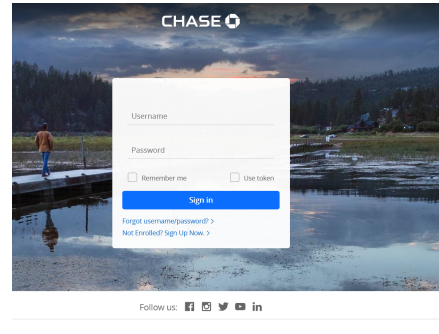 CHASE
Username
Password
Remember me Use token
Sign in
Forgot username/password? >
Not Enrolled? Sign Up Now. >
Follow us: